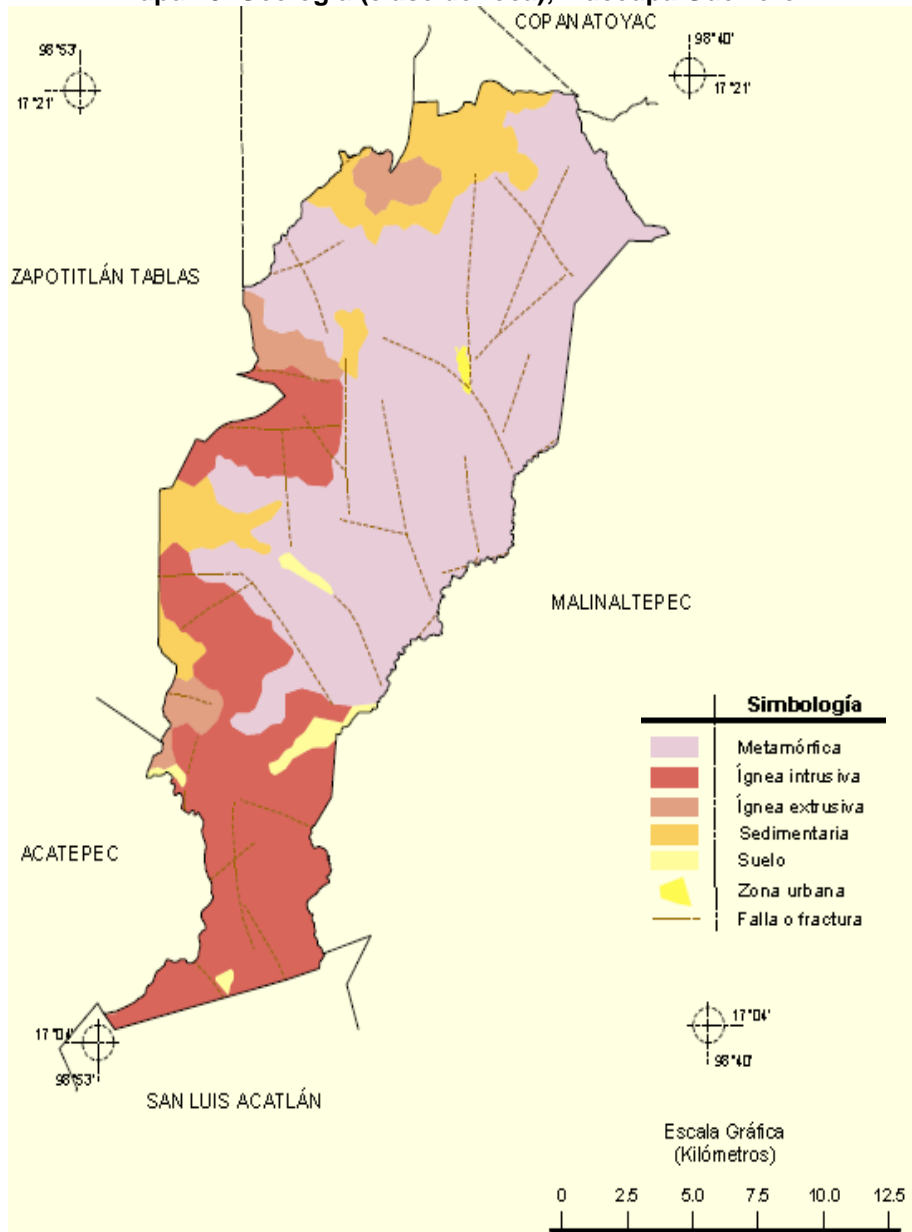 COPANATOYAC
98°53'
98°40'
17°21'
17°21'
ZAPOTITLÁN TABLAS
MALINALTEPEC
Simbología
Metamórfica
Ígnea intrusiva
Ígnea extrusiva
Sedimentaria
Suelo
Zona urbana
Falla o fractura
ACATEPEC
17°04'
98°53'
17°04'
98°40'
SAN LUIS ACATLÁN
Escala Gráfica
(Kilómetros)
0 2.5 5.0 7.5 10.0 12.5